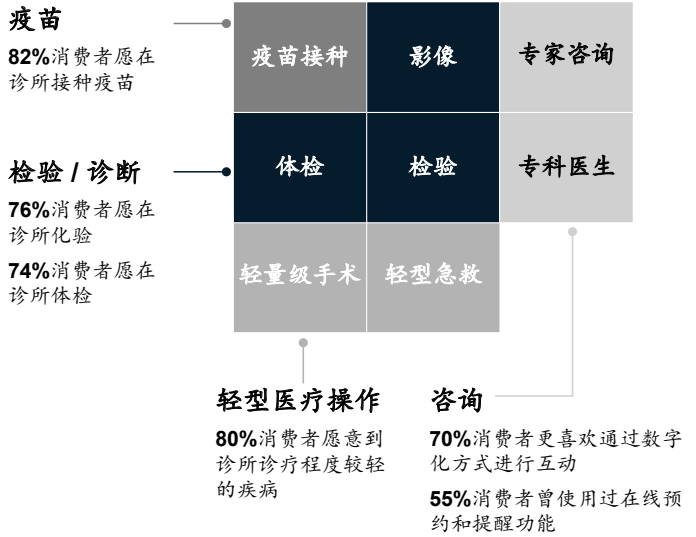 疫苗
82%消费者愿在
诊所接种疫苗
检验 / 诊断
76%消费者愿在
诊所化验
74%消费者愿在
诊所体检
疫苗接种
影像
专家咨询
体检
检验
专科医生
轻量级手术
轻型急救
轻型医疗操作
80%消费者愿意到
诊所诊疗程度较轻
的疾病
咨询
70%消费者更喜欢通过数字
化方式进行互动
55%消费者曾使用过在线预
约和提醒功能